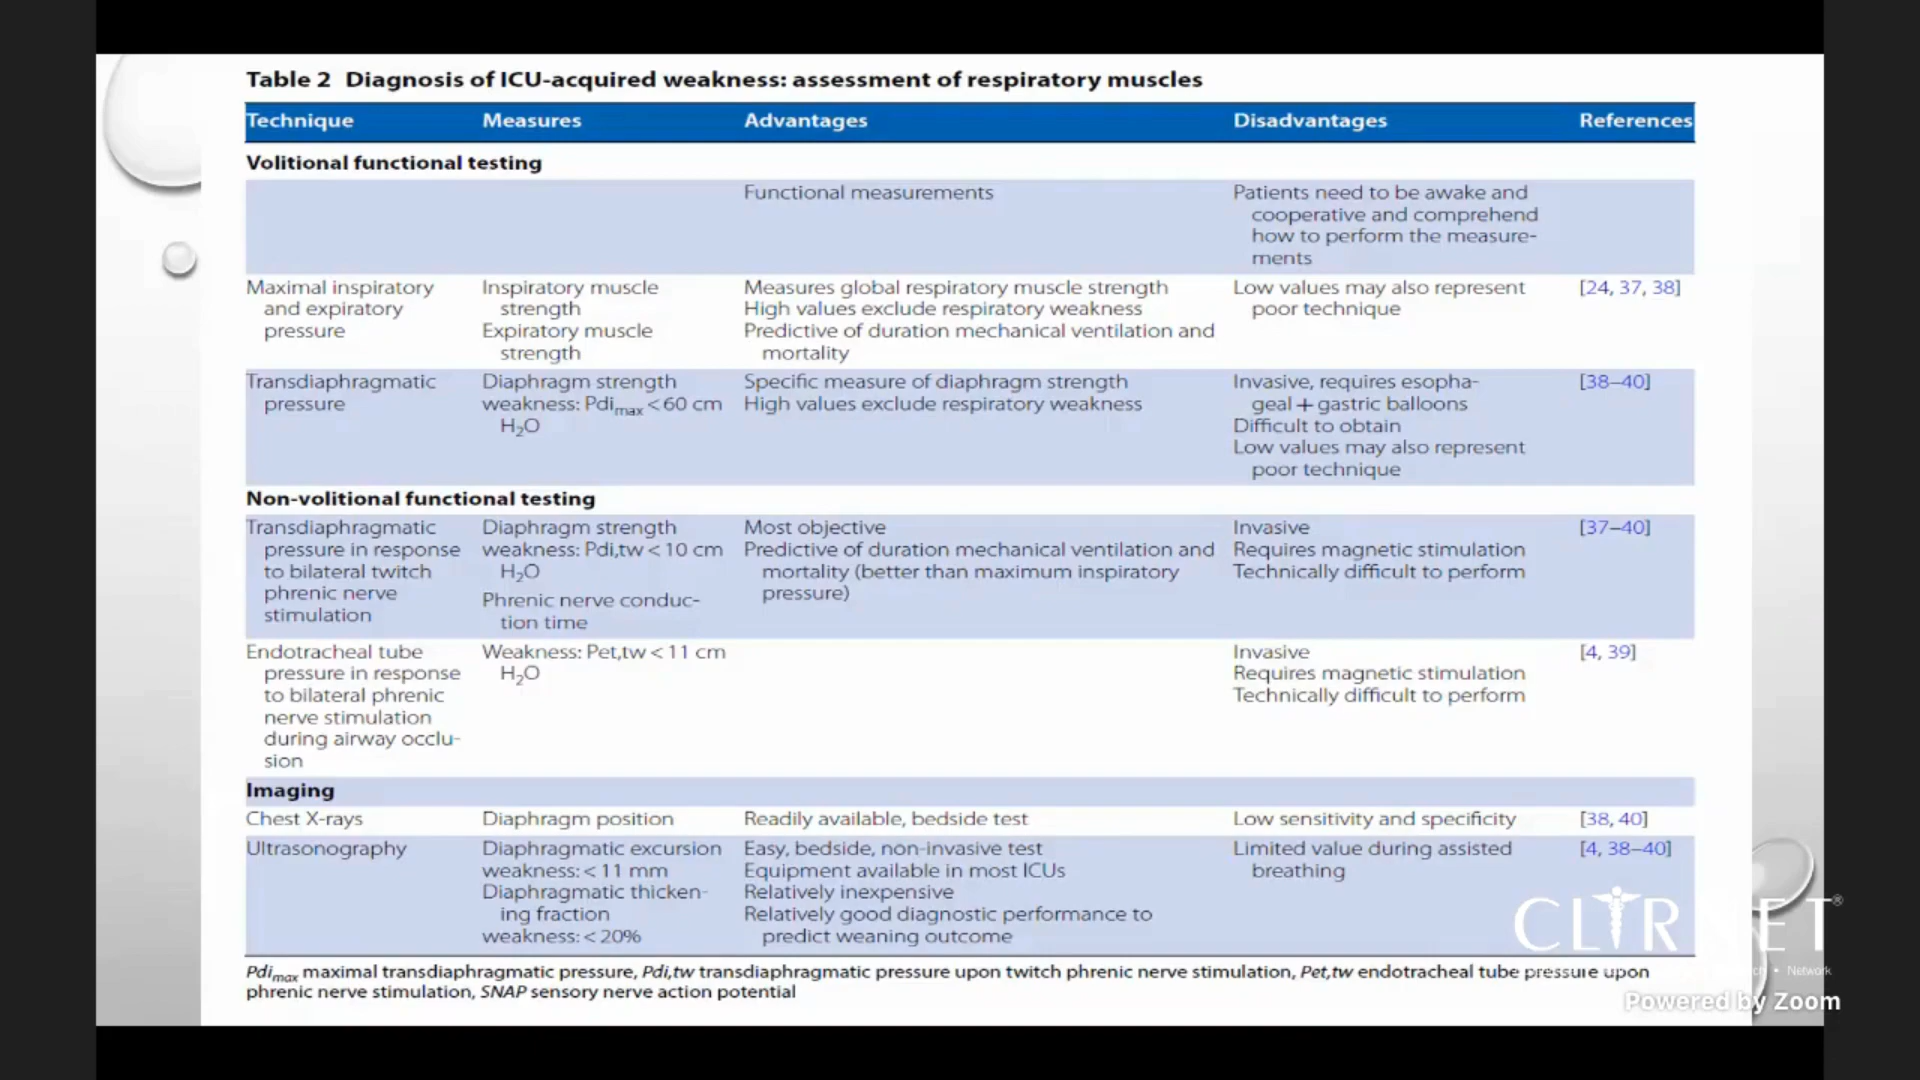 Table 2 Diagnosis of ICU-acquired weakness: assessment of respiratory muscles
Technique Measures Advantages Disadvantages References
Volitional functional testing
Functional measurements
Patients need to be awake and
cooperative and comprehend
how to perform the measure-
ments
Maximal inspiratory
and expiratory
pressure
Inspiratory muscle
strength
Expiratory muscle
strength
Measures global respiratory muscle strength
High values exclude respiratory weakness
Predictive of duration mechanical ventilation and
mortality
Low values may also represent
poor technique
[24, 37, 38]
Transdiaphragmatic
pressure
Diaphragm strength
weakness: Pdimax < 60 cm
H2O
Specific measure of diaphragm strength
High values exclude respiratory weakness
Invasive, requires esopha-
geal + gastric balloons
Difficult to obtain
Low values may also represent
poor technique
[38–40]
Non-volitional functional testing
Transdiaphragmatic
pressure in response
to bilateral twitch
phrenic nerve
stimulation
Diaphragm strength
weakness: Pdi,tw < 10 cm
H2O
Phrenic nerve conduc-
tion time
Most objective
Predictive of duration mechanical ventilation and
mortality (better than maximum inspiratory
pressure)
Invasive
Requires magnetic stimulation
Technically difficult to perform
[37–40]
Endotracheal tube
pressure in response
to bilateral phrenic
nerve stimulation
during airway occlu-
sion
Weakness: Pet,tw < 11 cm
H2O
Invasive
Requires magnetic stimulation
Technically difficult to perform
[4, 39]
Imaging
Chest X-rays
Diaphragm position
Readily available, bedside test
Low sensitivity and specificity
[38, 40]
Ultrasonography
Diaphragmatic excursion
weakness: < 11 mm
Diaphragmatic thicken-
ing fraction
weakness: < 20%
Easy, bedside, non-invasive test
Equipment available in most ICUs
Relatively inexpensive
Relatively good diagnostic performance to
predict weaning outcome
Limited value during assisted
breathing
[4, 38–40]
Pdimax maximal transdiaphragmatic pressure, Pdi,tw transdiaphragmatic pressure upon twitch phrenic nerve stimulation, Pet,tw endotracheal tube pressure upon
phrenic nerve stimulation, SNAP sensory nerve action potential
CLIRNET®
• Network
Powered by Zoom